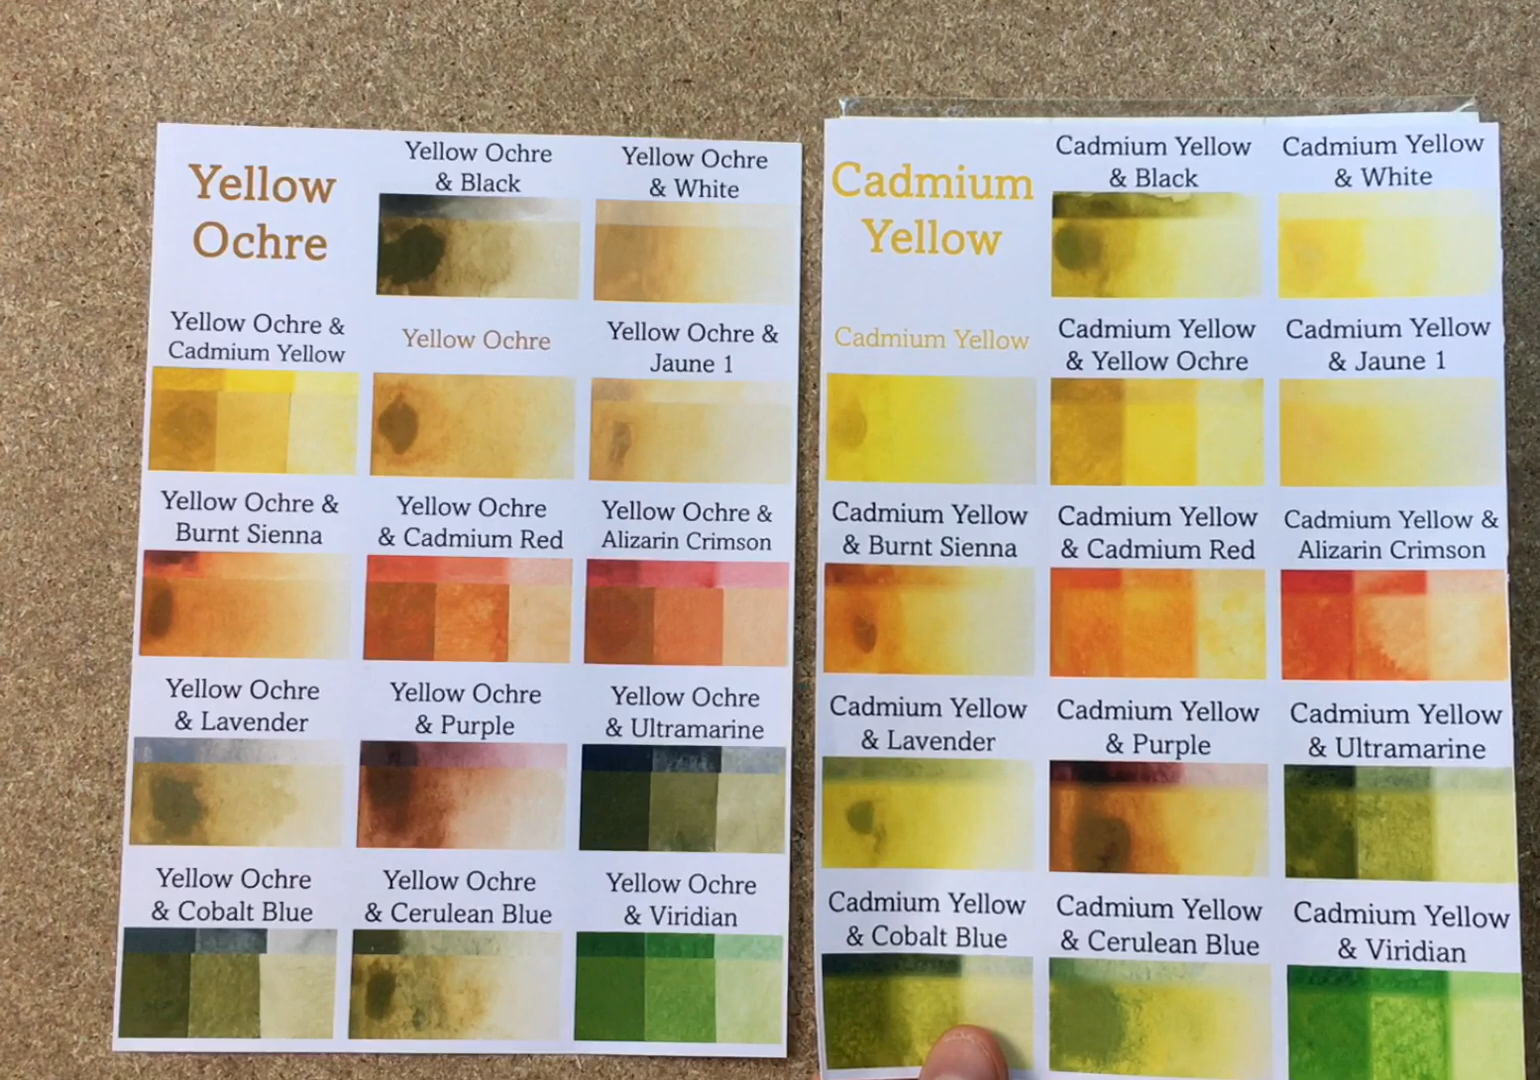 Yellow
Ochre
Yellow Ochre
& Black
Yellow Ochre
& White
Yellow Ochre &
Cadmium Yellow
Yellow Ochre
Yellow Ochre &
Jaune 1
Yellow Ochre &
Burnt Sienna
Yellow Ochre
& Cadmium Red
Yellow Ochre &
Alizarin Crimson
Yellow Ochre
& Lavender
Yellow Ochre
& Purple
Yellow Ochre
& Ultramarine
Yellow Ochre
& Cobalt Blue
Yellow Ochre
& Cerulean Blue
Yellow Ochre
& Viridian
Cadmium
Yellow
Cadmium Yellow
& Black
Cadmium Yellow
& White
Cadmium Yellow
Cadmium Yellow
& Yellow Ochre
Cadmium Yellow
& Jaune 1
Cadmium Yellow
& Burnt Sienna
Cadmium Yellow
& Cadmium Red
Cadmium Yellow &
Alizarin Crimson
Cadmium Yellow
& Lavender
Cadmium Yellow
& Purple
Cadmium Yellow
& Ultramarine
Cadmium Yellow
& Cobalt Blue
Cadmium Yellow
& Cerulean Blue
Cadmium Yellow
& Viridian